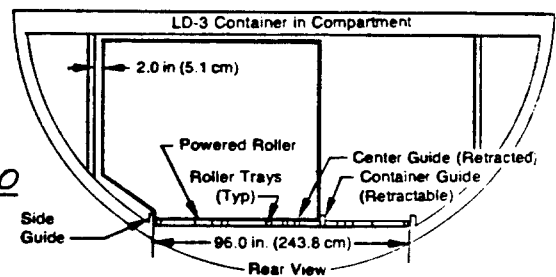 LD-3 Container in Compartment
2.0 in (5.1 cm)
Powered Roller
Center Guide (Retracted)
Roller Trays
(Typ)
Container Guide
(Retractable)
Side
Guide
96.0 in. (243.8 cm)
Rear View